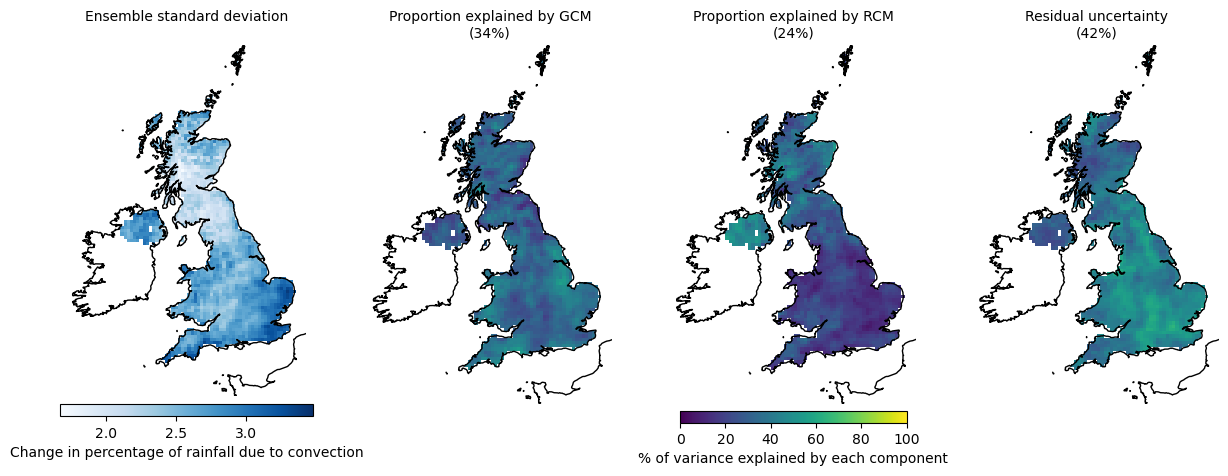 Ensemble standard deviation
Proportion explained by GCM
(34%)
Proportion explained by RCM
(24%)
Residual uncertainty
(42%)
2.0 2.5 3.0
Change in percentage of rainfall due to convection
0 20 40 60 80 100
% of variance explained by each component